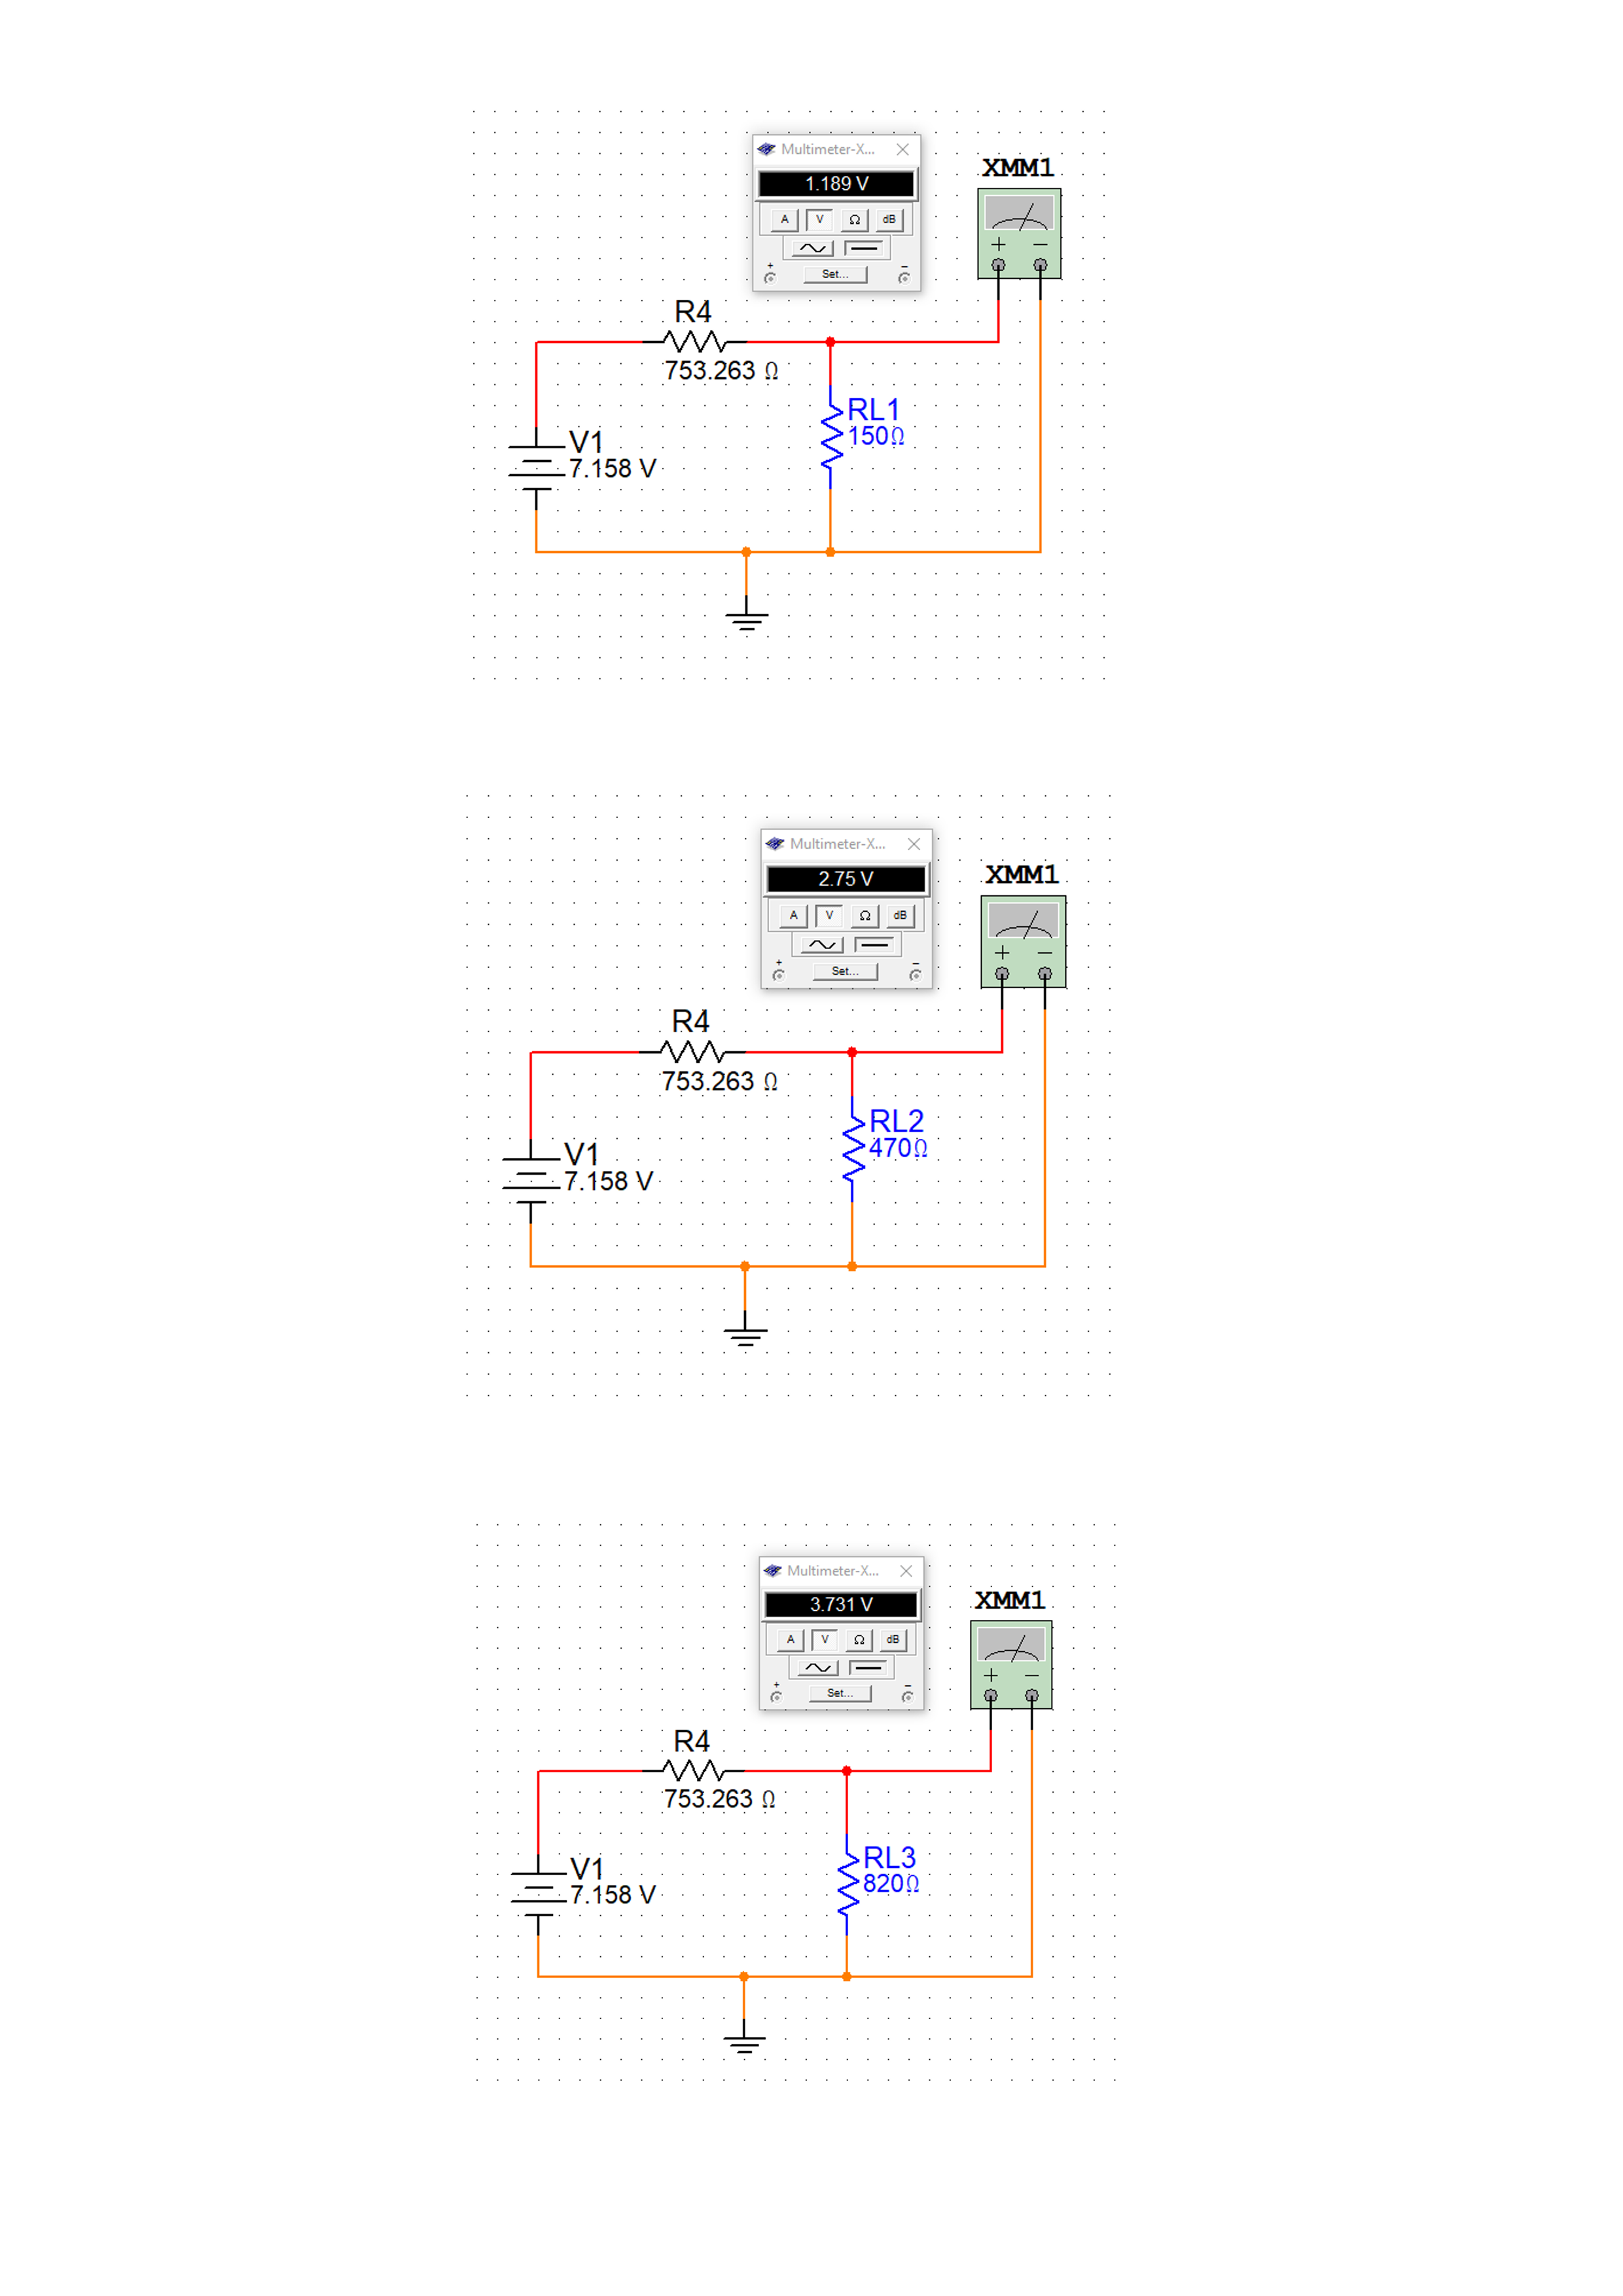 Multimeter-X...
XMM1
1.189 V
A V Ω dB
+ −
+ −
Set...
R4
753.263 Ω
RL1
150Ω
V1
7.158 V
Multimeter-X...
XMM1
2.75 V
A V Ω dB
+ −
+ −
Set...
R4
753.263 Ω
RL2
470Ω
V1
7.158 V
Multimeter-X...
XMM1
3.731 V
A V Ω dB
+ −
+ −
Set...
R4
753.263 Ω
RL3
820Ω
V1
7.158 V